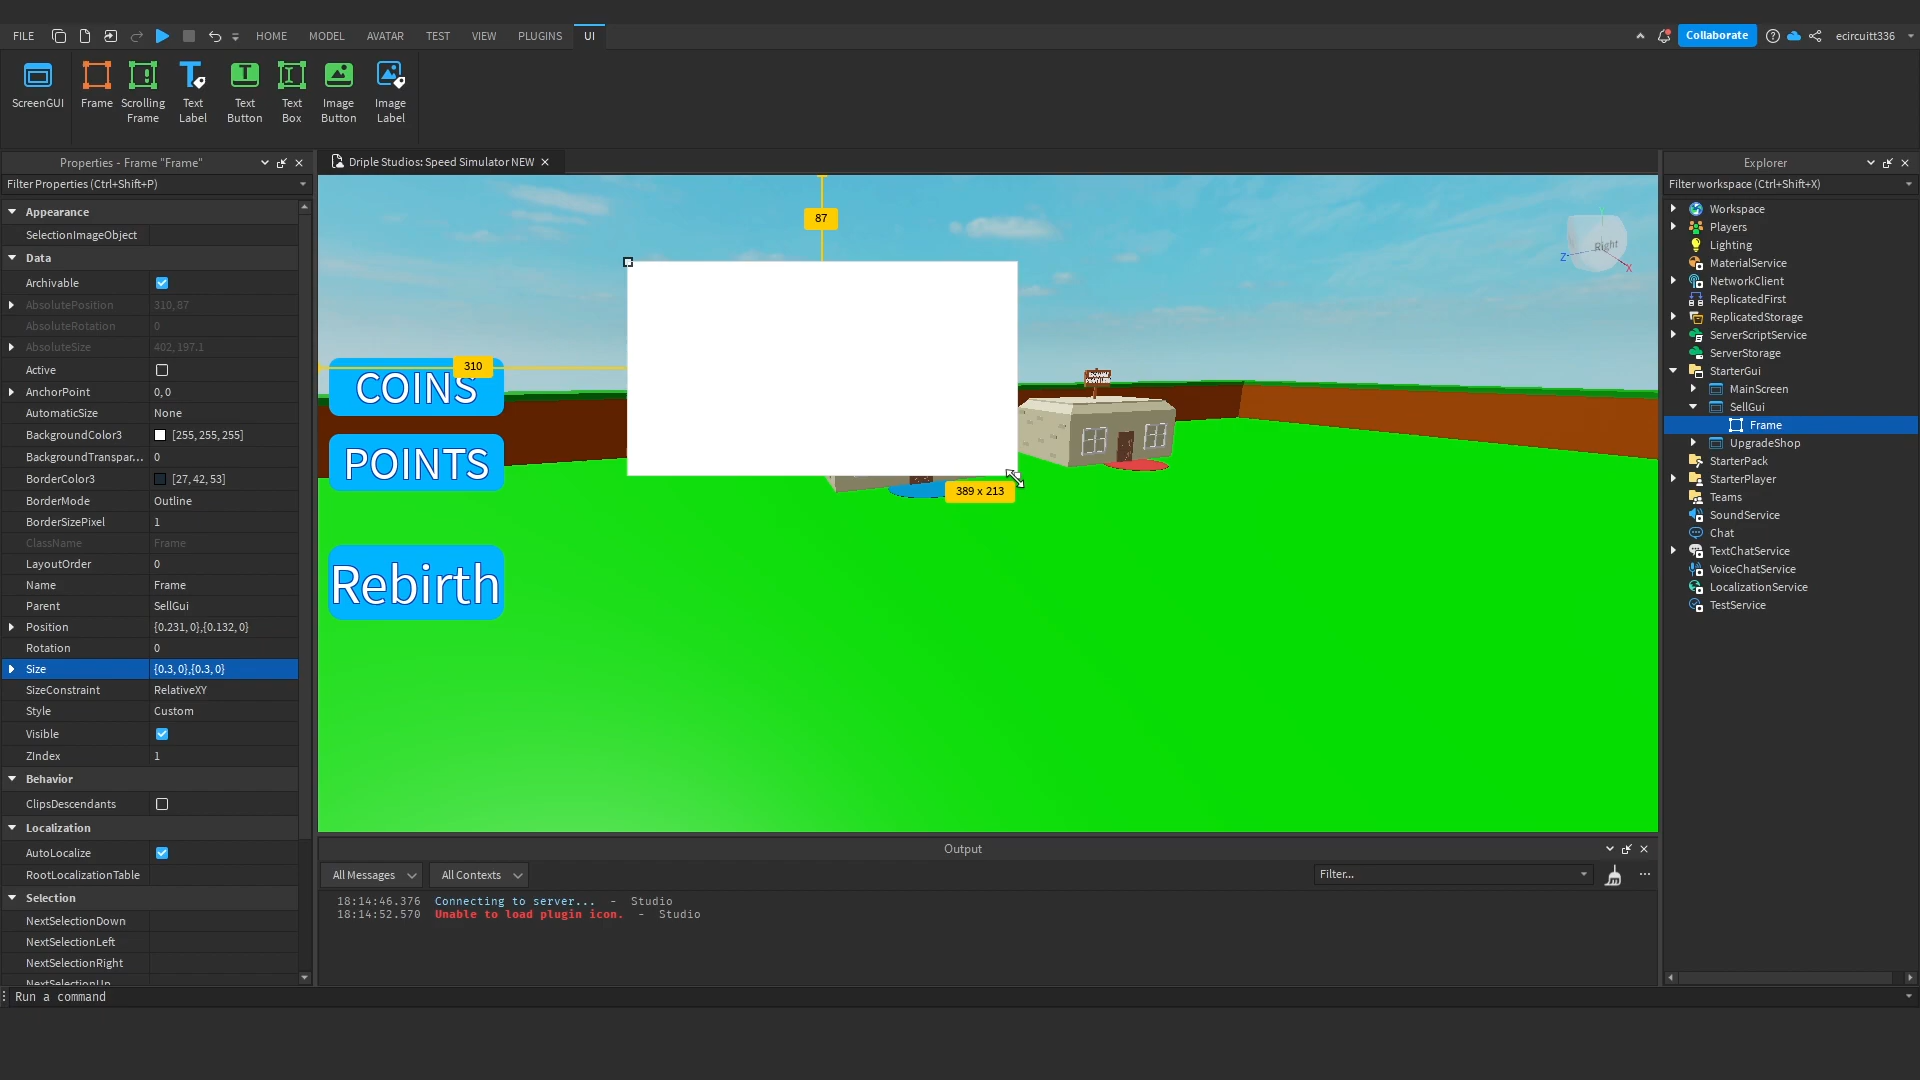 FILE HOME MODEL AVATAR TEST VIEW PLUGINS UI Collaborate ecircuitt336
ScreenGUI
Frame
Scrolling Frame
Text Label
Text Button
Text Box
Image Button
Image Label
Properties - Frame "Frame"
Filter Properties (Ctrl+Shift+P)
Appearance
SelectionImageObject
Data
Archivable
AbsolutePosition 310, 87
AbsoluteRotation 0
AbsoluteSize 402, 197.1
Active
AnchorPoint 0, 0
AutomaticSize None
BackgroundColor3 [255, 255, 255]
BackgroundTranspar... 0
BorderColor3 [27, 42, 53]
BorderMode Outline
BorderSizePixel 1
ClassName Frame
LayoutOrder 0
Name Frame
Parent SellGui
Position {0.231, 0},{0.132, 0}
Rotation 0
Size {0.3, 0},{0.3, 0}
SizeConstraint RelativeXY
Style Custom
Visible
ZIndex 1
Behavior
ClipsDescendants
Localization
AutoLocalize
RootLocalizationTable
Selection
NextSelectionDown
NextSelectionLeft
NextSelectionRight
NextSelectionUp
Driple Studios: Speed Simulator NEW
87
Right
Z
X
310
COINS
POINTS
389 x 213
Rebirth
Output
All Messages All Contexts Filter...
18:14:46.376 Connecting to server... - Studio
18:14:52.570 Unable to load plugin icon. - Studio
Explorer
Filter workspace (Ctrl+Shift+X)
Workspace
Players
Lighting
MaterialService
NetworkClient
ReplicatedFirst
ReplicatedStorage
ServerScriptService
ServerStorage
StarterGui
MainScreen
SellGui
Frame
UpgradeShop
StarterPack
StarterPlayer
Teams
SoundService
Chat
TextChatService
VoiceChatService
LocalizationService
TestService
Run a command